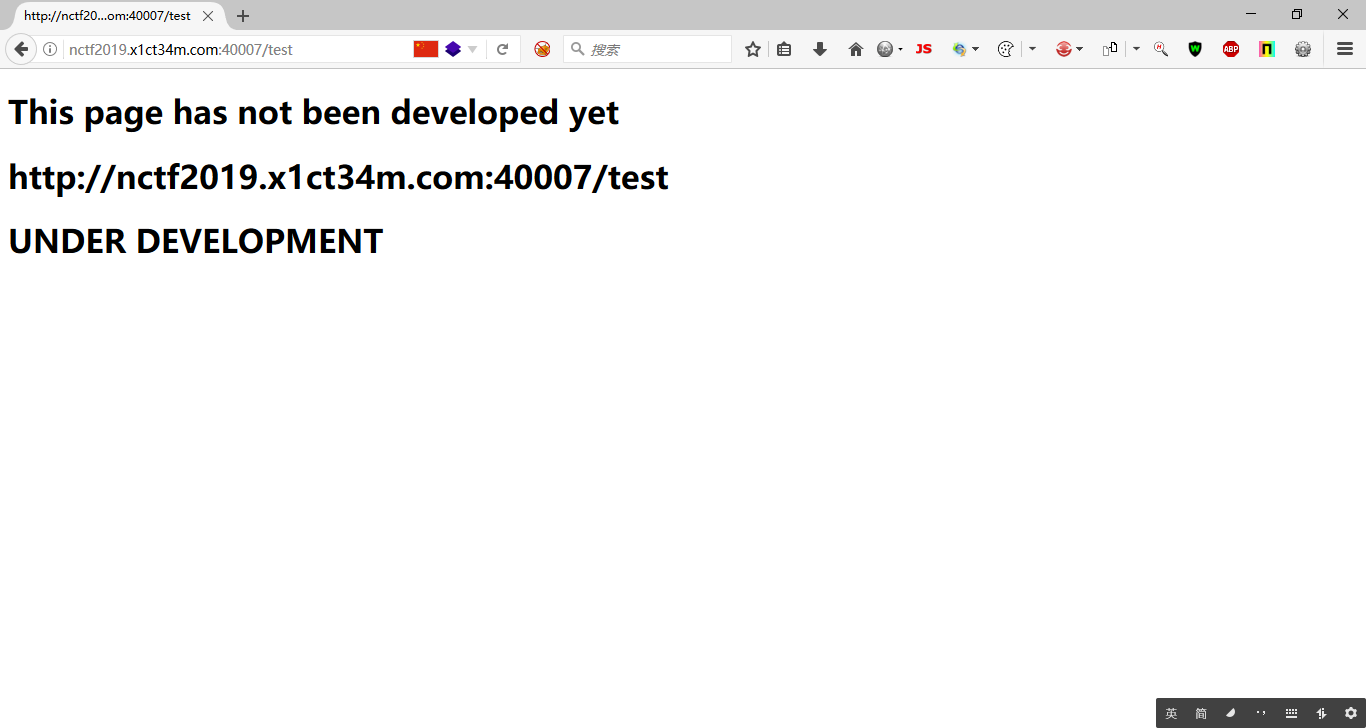 http://nctf20...om:40007/test
nctf2019.x1ct34m.com:40007/test
搜索
JS
ABP
This page has not been developed yet
http://nctf2019.x1ct34m.com:40007/test
UNDER DEVELOPMENT
英 简